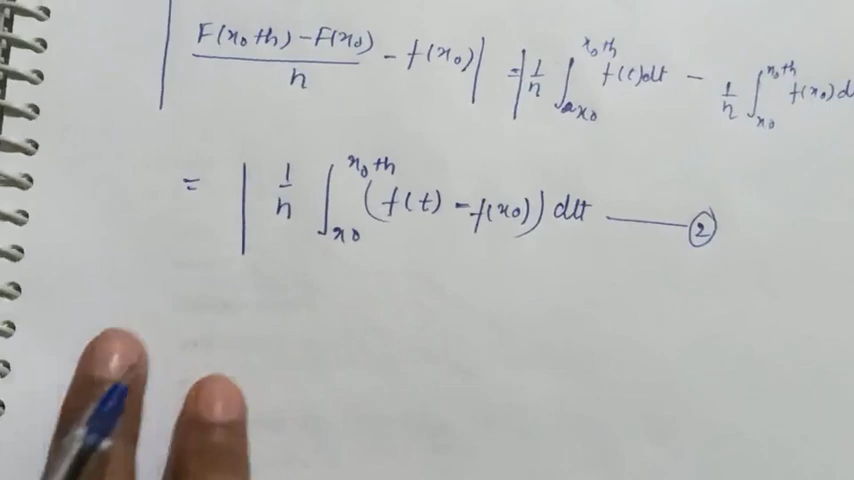 | F(x₀+h) - F(x₀) / h - f(x₀) | = | 1/h ∫_{x₀}^{x₀+h} f(t)dt - 1/h ∫_{x₀}^{x₀+h} f(x₀)d
= | 1/h ∫_{x₀}^{x₀+h} (f(t) - f(x₀)) dt —— ②